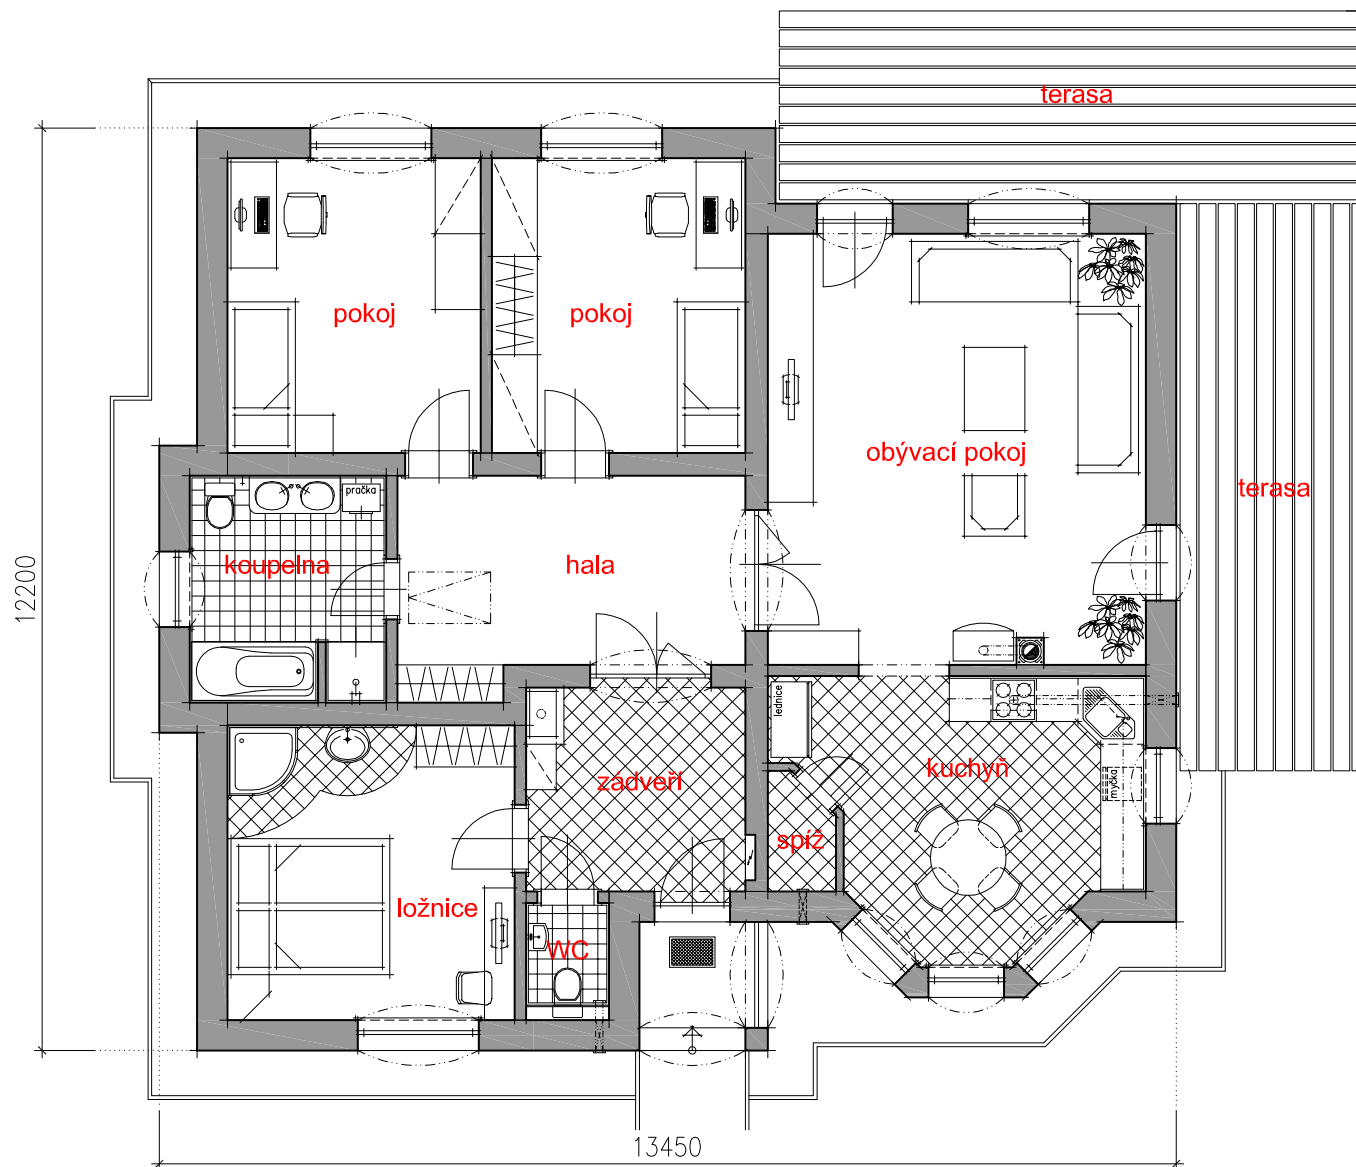 terasa
pokoj
pokoj
obývací pokoj
terasa
pračka
koupelna
hala
12200
lednice
kuchyň
myčka
zádveří
spíž
ložnice
WC
13450